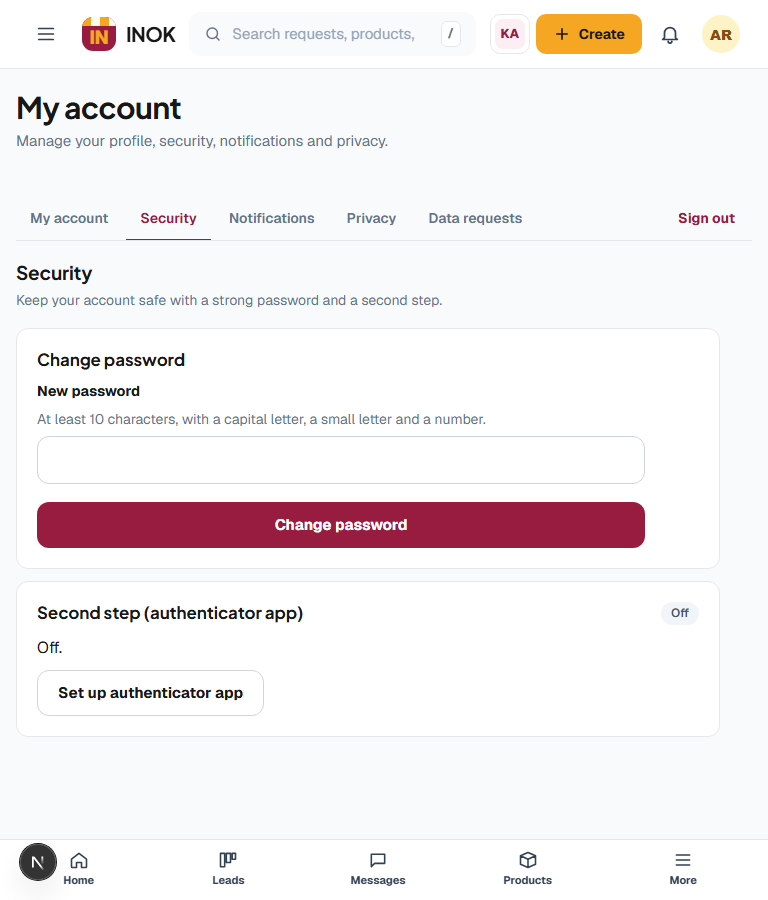 IN INOK
Search requests, products,
/
KA
Create
AR
My account
Manage your profile, security, notifications and privacy.
My account
Security
Notifications
Privacy
Data requests
Sign out
Security
Keep your account safe with a strong password and a second step.
Change password
New password
At least 10 characters, with a capital letter, a small letter and a number.
Change password
Second step (authenticator app)
Off
Off.
Set up authenticator app
N
Home
Leads
Messages
Products
More